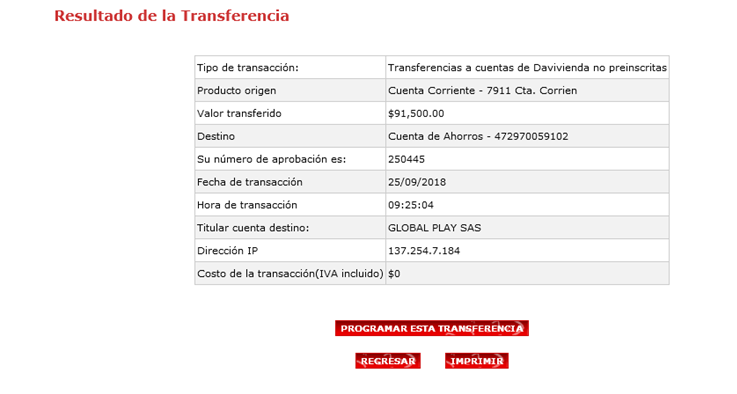 Resultado de la Transferencia
Tipo de transacción: Transferencias a cuentas de Davivienda no preinscritas
Producto origen Cuenta Corriente - 7911 Cta. Corrien
Valor transferido $91,500.00
Destino Cuenta de Ahorros - 472970059102
Su número de aprobación es: 250445
Fecha de transacción 25/09/2018
Hora de transacción 09:25:04
Titular cuenta destino: GLOBAL PLAY SAS
Dirección IP 137.254.7.184
Costo de la transacción(IVA incluido) $0
PROGRAMAR ESTA TRANSFERENCIA
REGRESAR IMPRIMIR